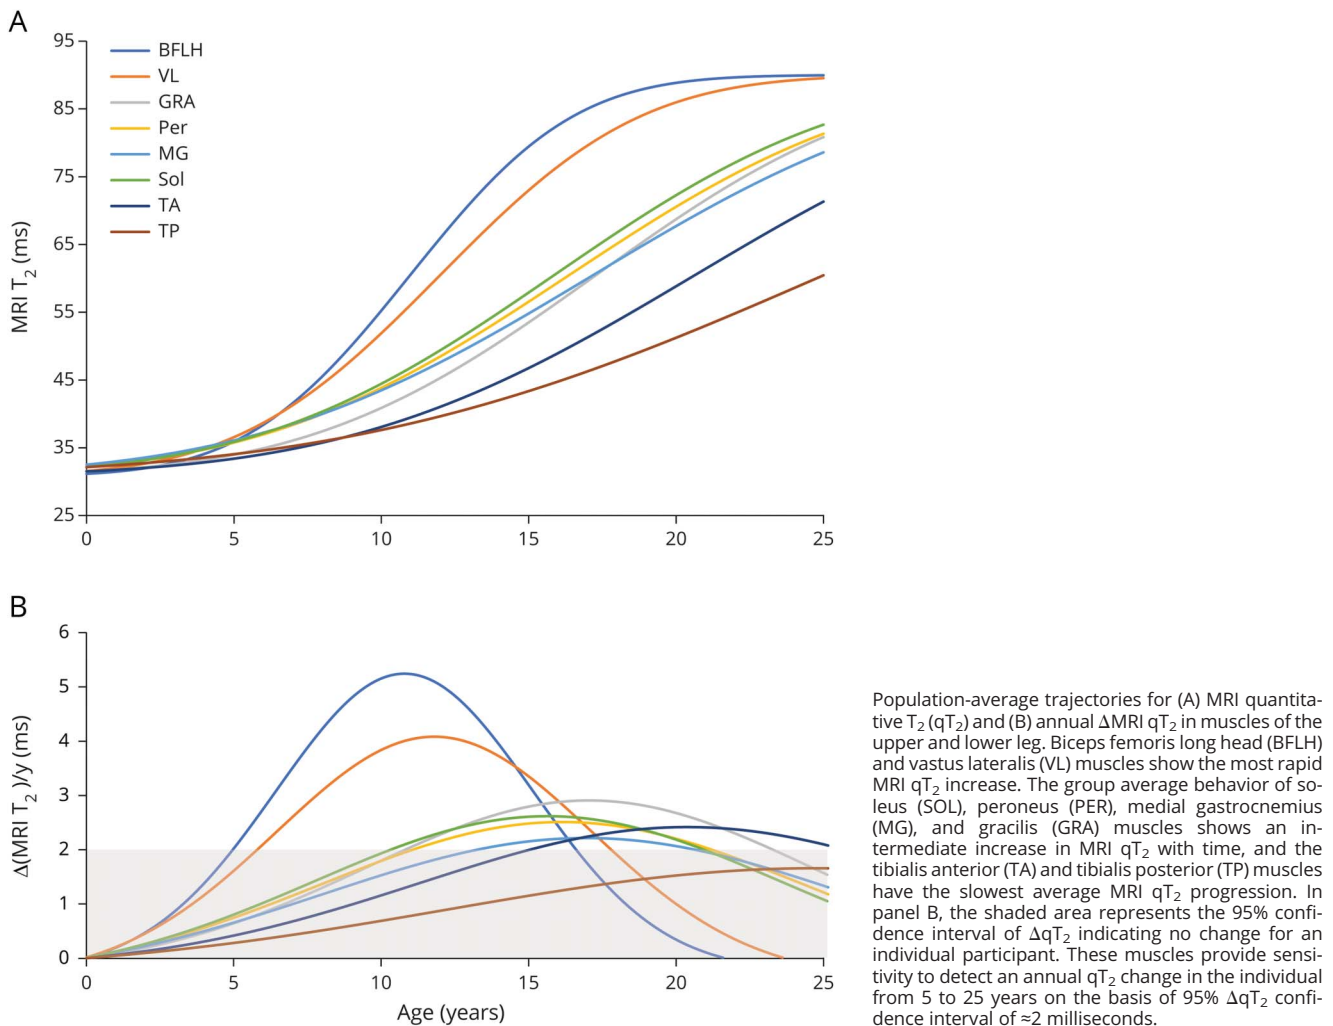 A
95
85
75
65
55
45
35
25
MRI T2 (ms)
BFLH
VL
GRA
Per
MG
Sol
TA
TP
0 5 10 15 20 25
B
6
5
4
3
2
1
0
Δ(MRI T2 )/y (ms)
0 5 10 15 20 25
Age (years)
Population-average trajectories for (A) MRI quantita-
tive T2 (qT2) and (B) annual ΔMRI qT2 in muscles of the
upper and lower leg. Biceps femoris long head (BFLH)
and vastus lateralis (VL) muscles show the most rapid
MRI qT2 increase. The group average behavior of so-
leus (SOL), peroneus (PER), medial gastrocnemius
(MG), and gracilis (GRA) muscles shows an in-
termediate increase in MRI qT2 with time, and the
tibialis anterior (TA) and tibialis posterior (TP) muscles
have the slowest average MRI qT2 progression. In
panel B, the shaded area represents the 95% confi-
dence interval of ΔqT2 indicating no change for an
individual participant. These muscles provide sensi-
tivity to detect an annual qT2 change in the individual
from 5 to 25 years on the basis of 95% ΔqT2 confi-
dence interval of ≈2 milliseconds.